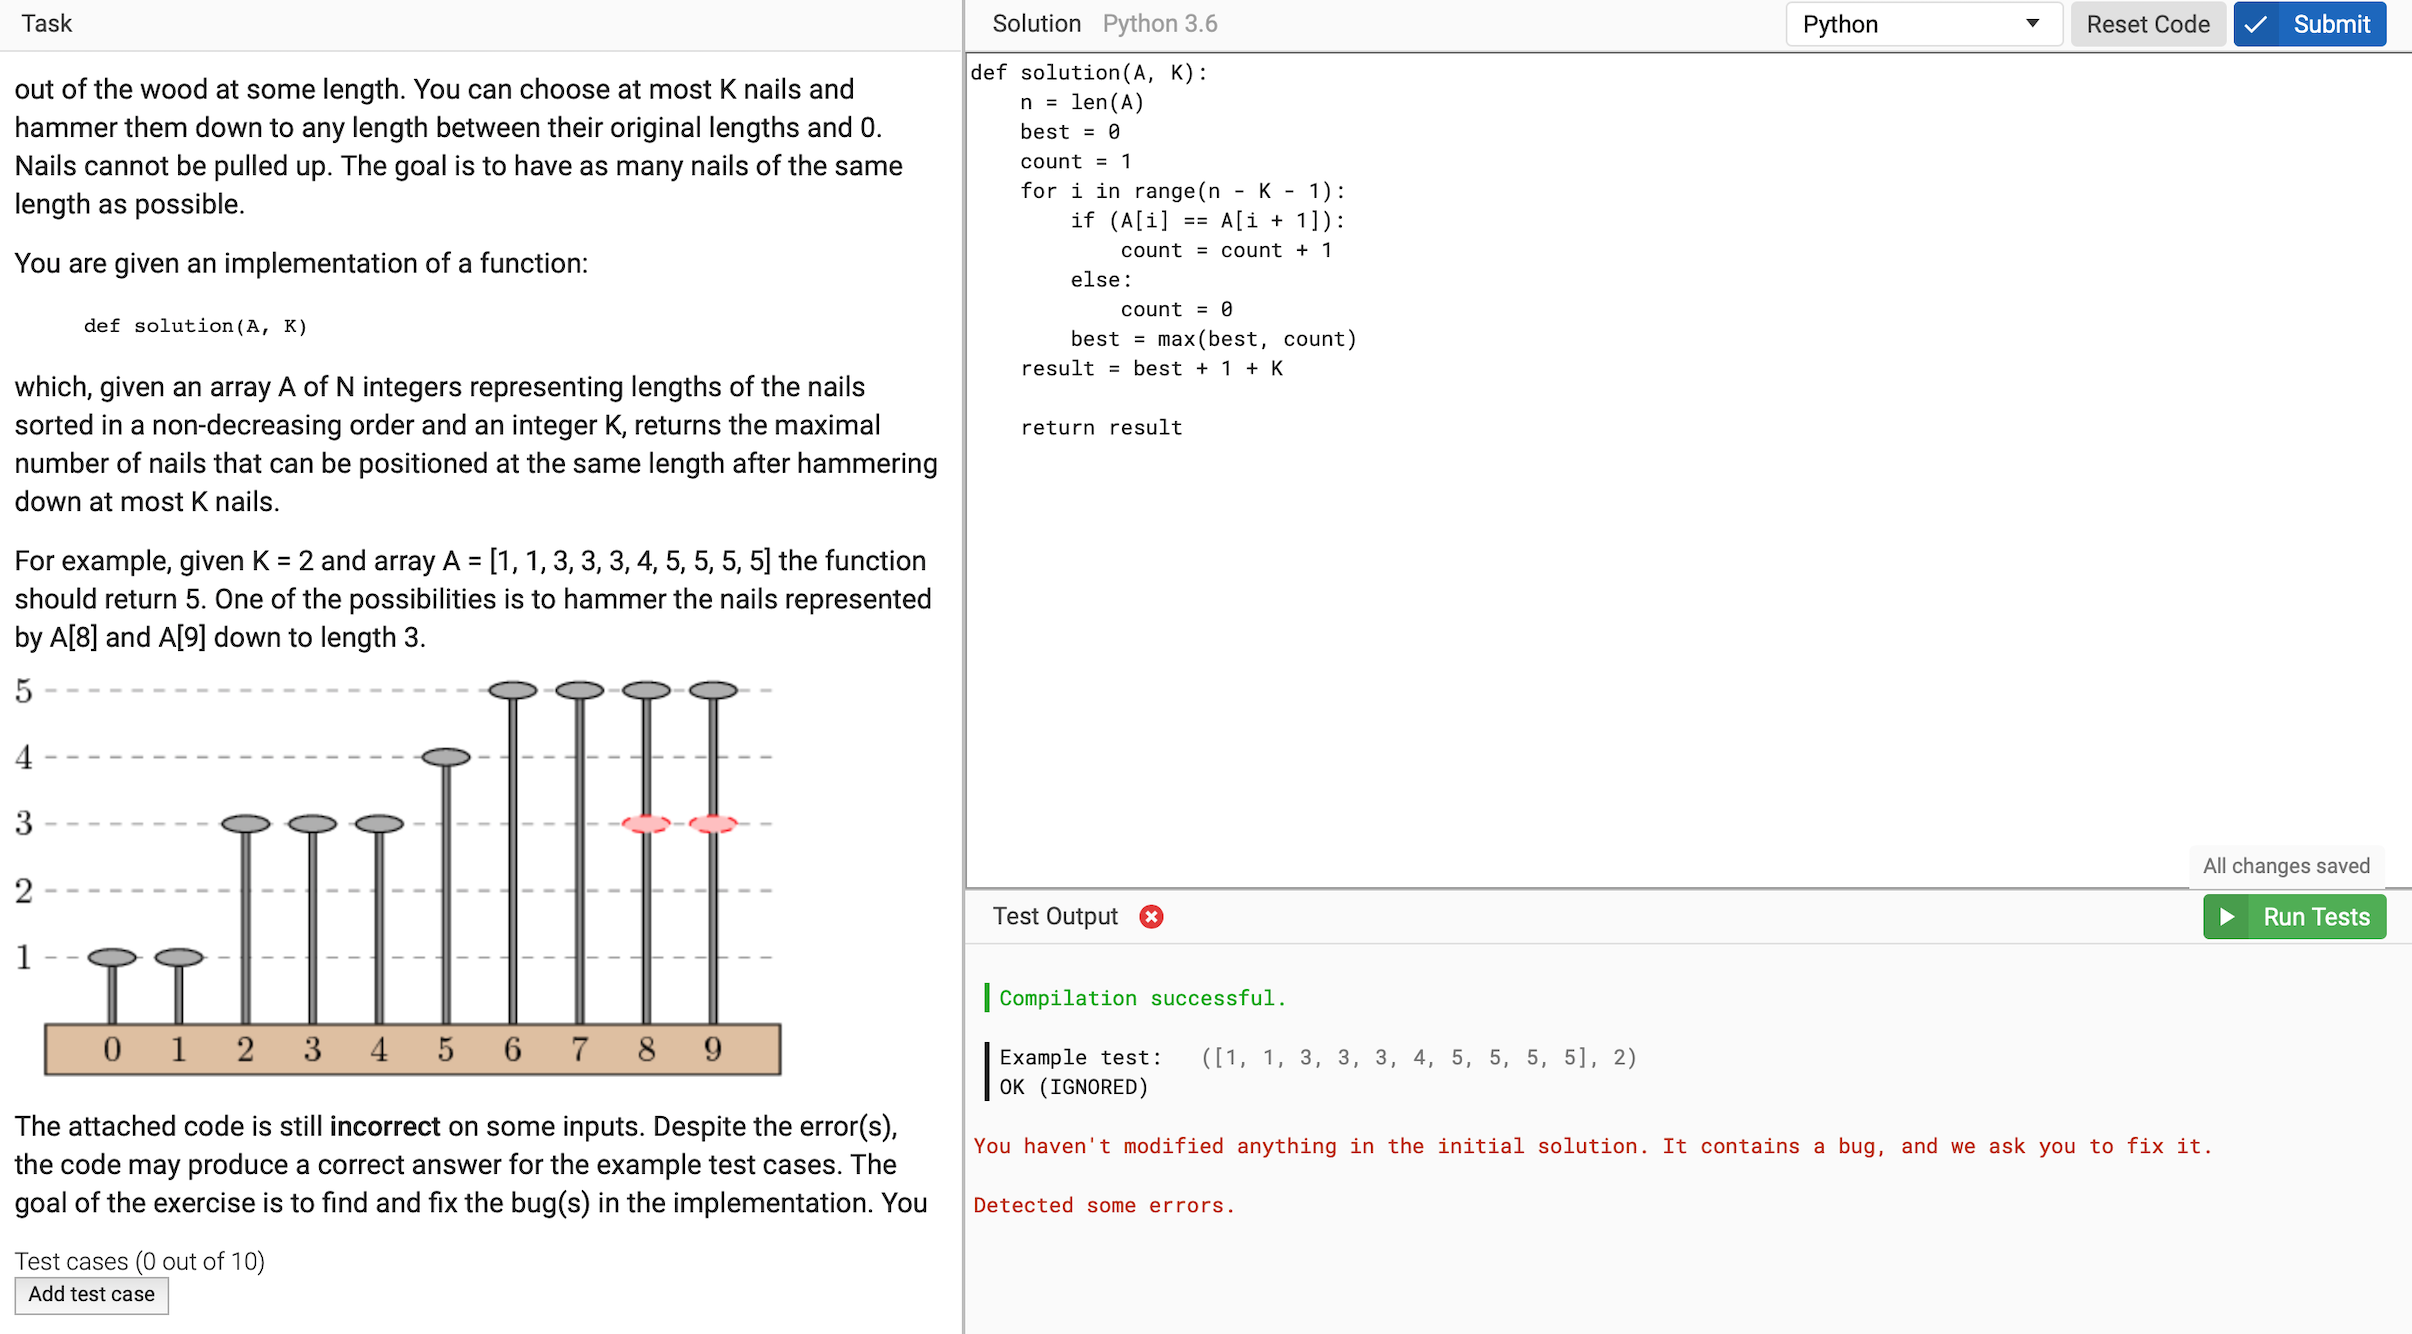 Task
out of the wood at some length. You can choose at most K nails and
hammer them down to any length between their original lengths and 0.
Nails cannot be pulled up. The goal is to have as many nails of the same
length as possible.
You are given an implementation of a function:
def solution(A, K)
which, given an array A of N integers representing lengths of the nails
sorted in a non-decreasing order and an integer K, returns the maximal
number of nails that can be positioned at the same length after hammering
down at most K nails.
For example, given K = 2 and array A = [1, 1, 3, 3, 3, 4, 5, 5, 5, 5] the function
should return 5. One of the possibilities is to hammer the nails represented
by A[8] and A[9] down to length 3.
5
4
3
2
1
0 1 2 3 4 5 6 7 8 9
The attached code is still incorrect on some inputs. Despite the error(s),
the code may produce a correct answer for the example test cases. The
goal of the exercise is to find and fix the bug(s) in the implementation. You
Test cases (0 out of 10)
Add test case
Solution Python 3.6
Python
Reset Code
Submit
def solution(A, K):
    n = len(A)
    best = 0
    count = 1
    for i in range(n - K - 1):
        if (A[i] == A[i + 1]):
            count = count + 1
        else:
            count = 0
        best = max(best, count)
    result = best + 1 + K
    return result
All changes saved
Test Output
Run Tests
Compilation successful.
Example test: ([1, 1, 3, 3, 3, 4, 5, 5, 5, 5], 2)
OK (IGNORED)
You haven't modified anything in the initial solution. It contains a bug, and we ask you to fix it.
Detected some errors.